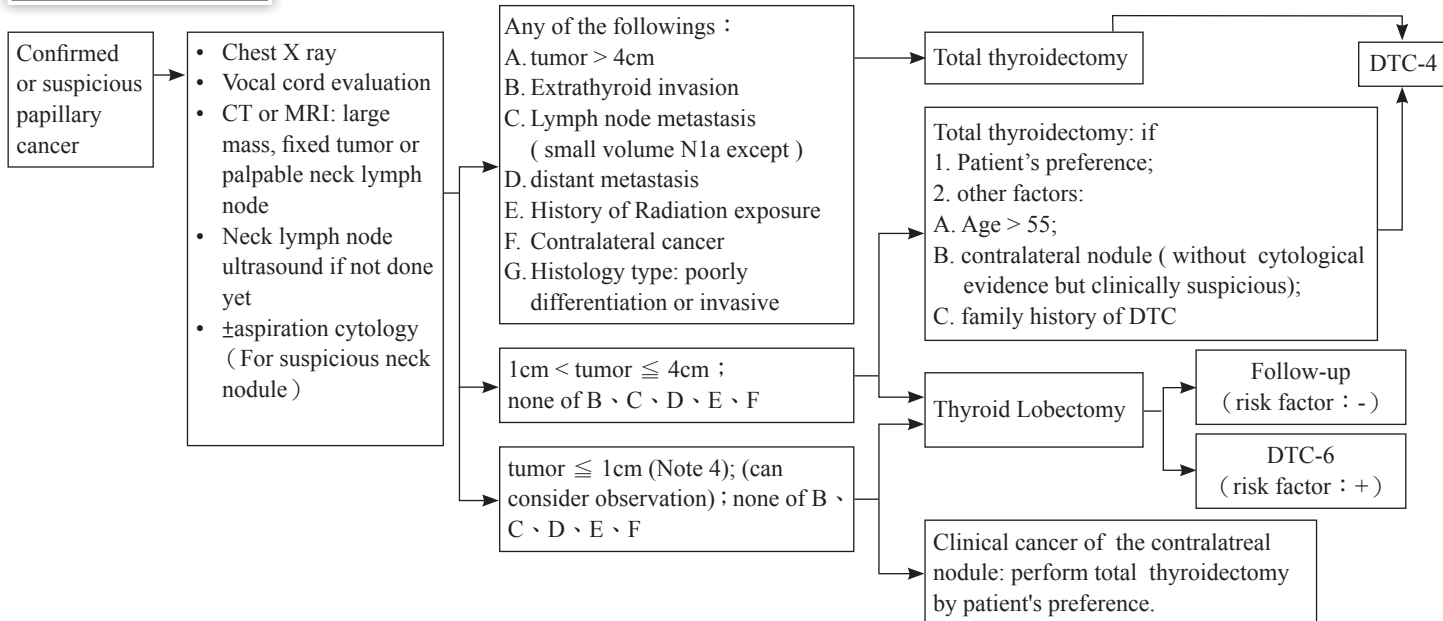 Confirmed
or suspicious
papillary
cancer
• Chest X ray
• Vocal cord evaluation
• CT or MRI: large
mass, fixed tumor or
palpable neck lymph
node
• Neck lymph node
ultrasound if not done
yet
• ±aspiration cytology
（For suspicious neck
nodule）
Any of the followings：
A. tumor > 4cm
B. Extrathyroid invasion
C. Lymph node metastasis
( small volume N1a except )
D. distant metastasis
E. History of Radiation exposure
F. Contralateral cancer
G. Histology type: poorly
differentiation or invasive
1cm < tumor ≦ 4cm；
none of B、C、D、E、F
tumor ≦ 1cm (Note 4); (can
consider observation)；none of B、
C、D、E、F
Total thyroidectomy
DTC-4
Total thyroidectomy: if
1. Patient’s preference;
2. other factors:
A. Age > 55;
B. contralateral nodule ( without cytological
evidence but clinically suspicious);
C. family history of DTC
Thyroid Lobectomy
Follow-up
（risk factor：-）
DTC-6
（risk factor：+）
Clinical cancer of the contralatreal
nodule: perform total thyroidectomy
by patient's preference.